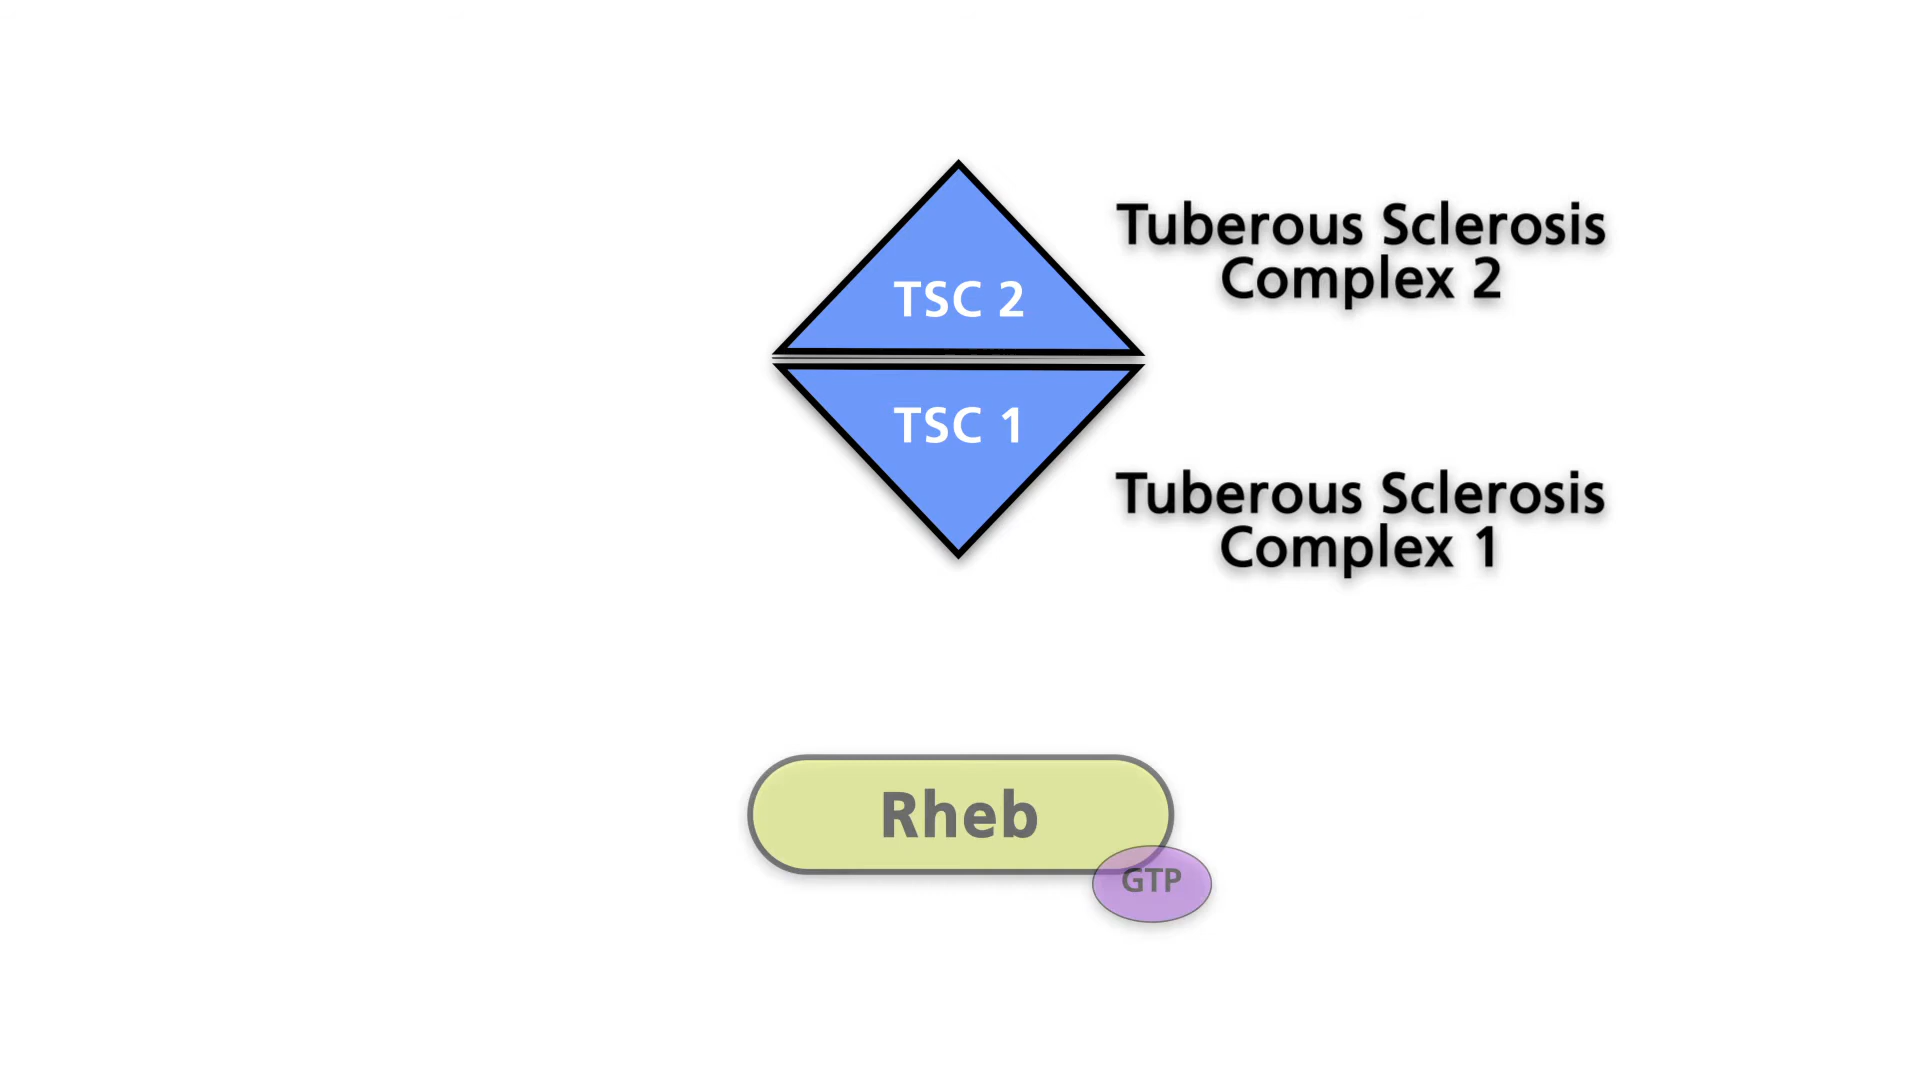 Tuberous Sclerosis
Complex 2
TSC 2
TSC 1
Tuberous Sclerosis
Complex 1
Rheb
GTP